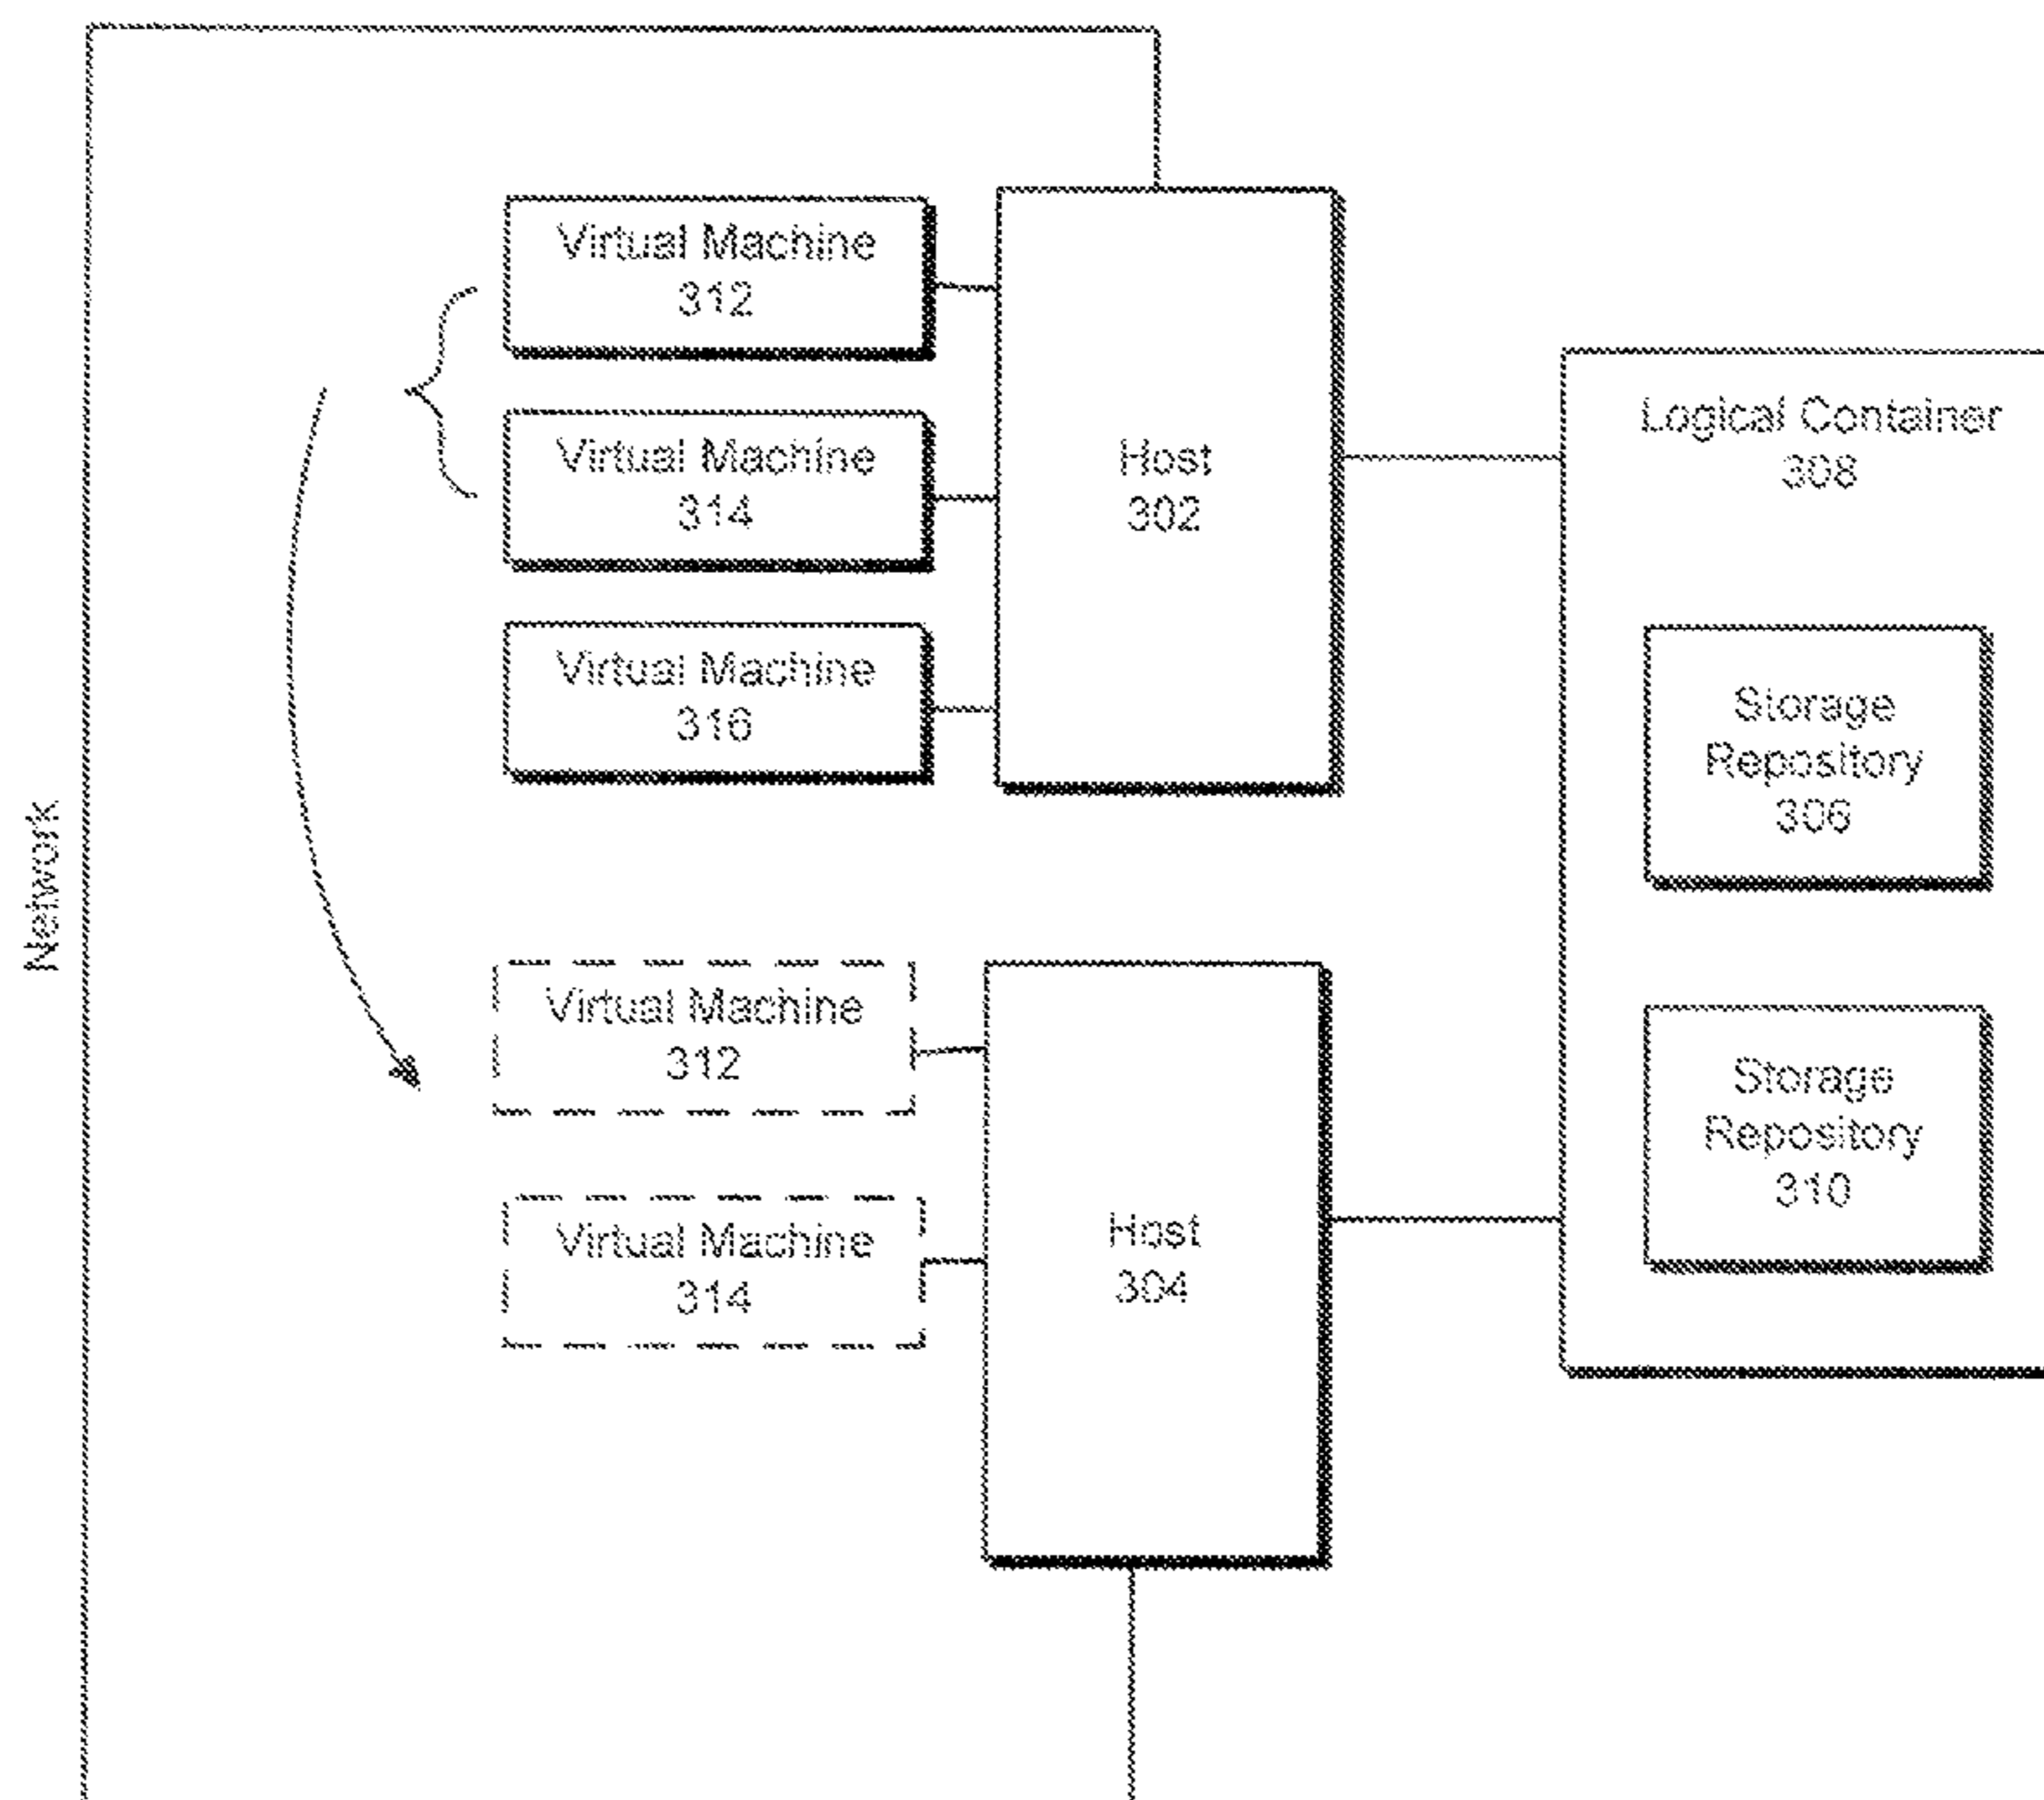 Network
Virtual Machine
312
Virtual Machine
314
Virtual Machine
316
Host
302
Logical Container
308
Storage
Repository
306
Storage
Repository
310
Virtual Machine
312
Virtual Machine
314
Host
304